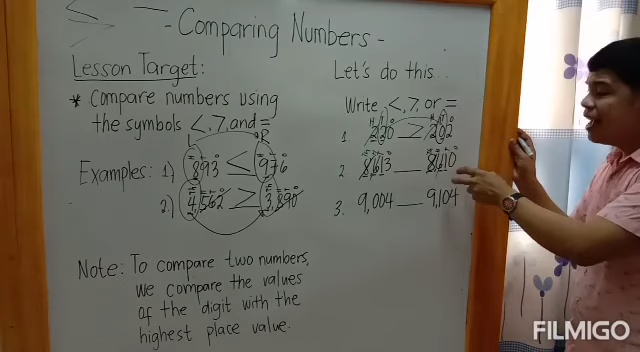 - Comparing Numbers -
Lesson Target:
* Compare numbers using
the symbols <, >, and =
Examples: 1) 893 < 976
2) 4,562 > 3,890
Note: To compare two numbers,
we compare the values
of the digit with the
highest place value.
Let's do this..
Write <, >, or =
1 220 > 202
2 8,613 ___ 8,610
3. 9,004 ___ 9,104
FILMIGO